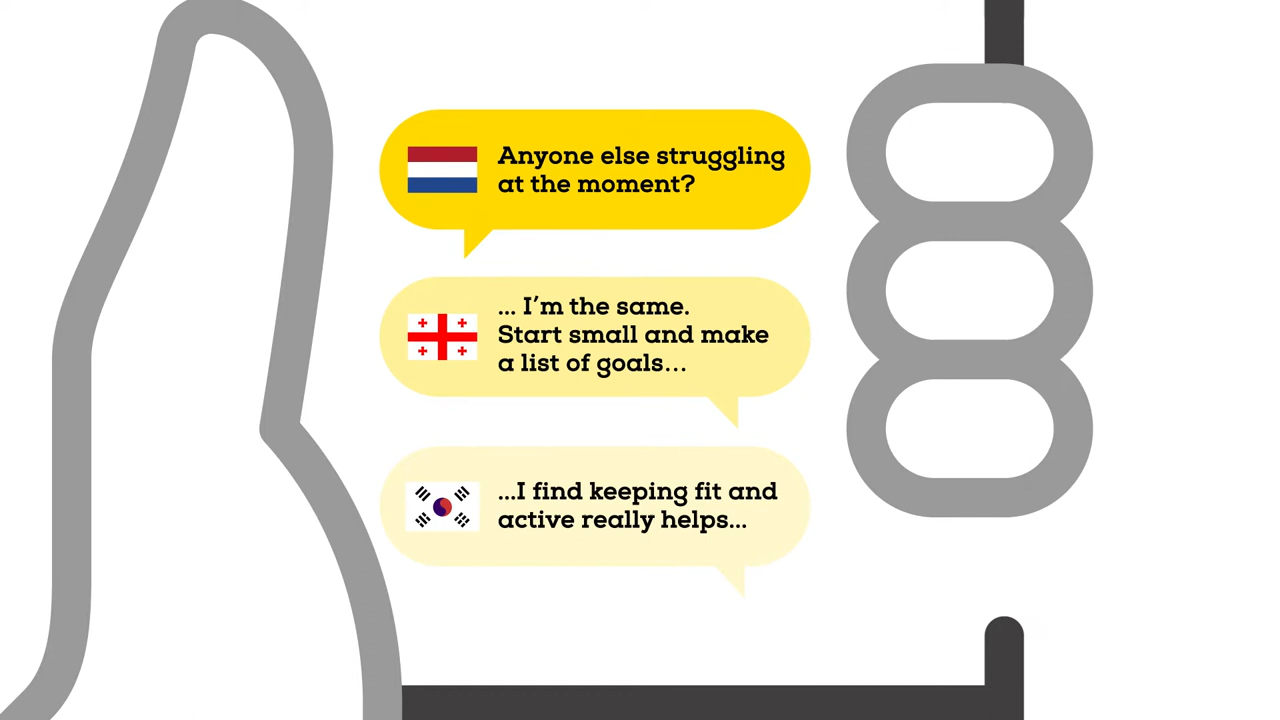 Anyone else struggling
at the moment?
... I’m the same.
Start small and make
a list of goals...
...I find keeping fit and
active really helps...